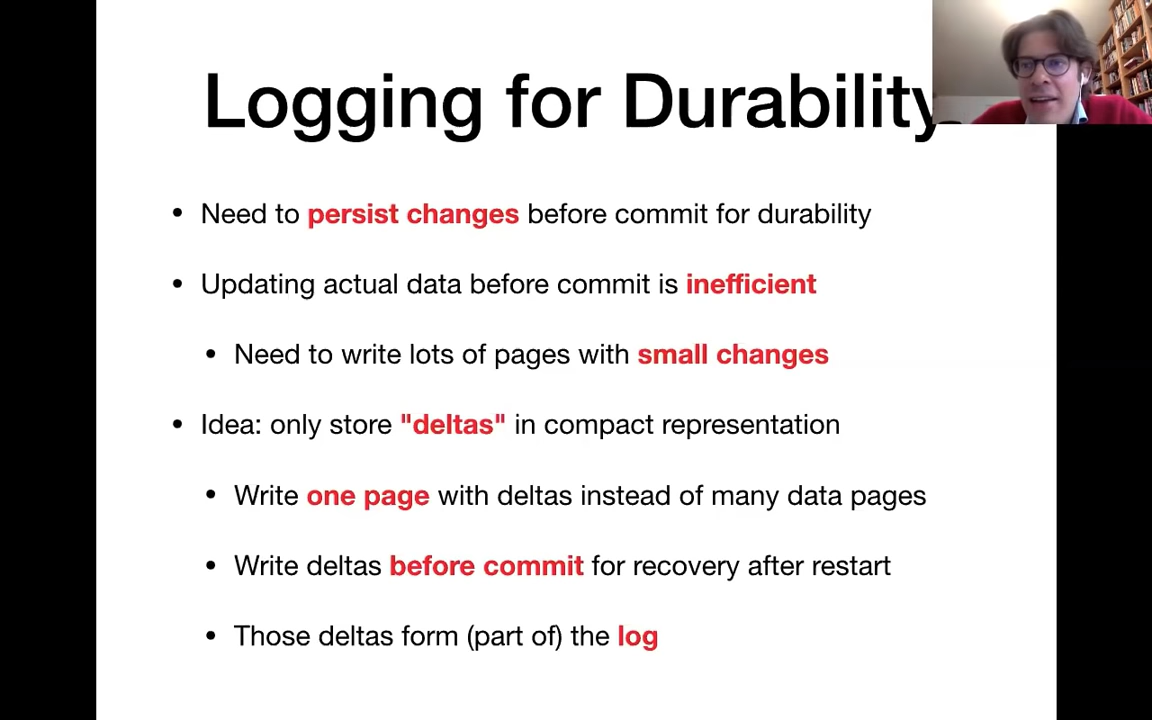 Logging for Durability
• Need to persist changes before commit for durability
• Updating actual data before commit is inefficient
• Need to write lots of pages with small changes
• Idea: only store "deltas" in compact representation
• Write one page with deltas instead of many data pages
• Write deltas before commit for recovery after restart
• Those deltas form (part of) the log